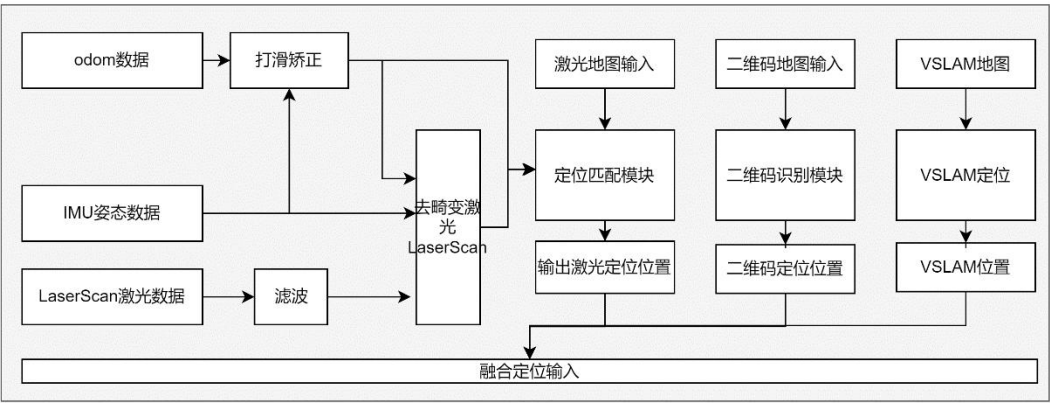 odom数据
打滑矫正
激光地图输入
二维码地图输入
VSLAM地图
IMU姿态数据
去畸变激
光
LaserScan
定位匹配模块
二维码识别模块
VSLAM定位
LaserScan激光数据
滤波
输出激光定位位置
二维码定位位置
VSLAM位置
融合定位输入